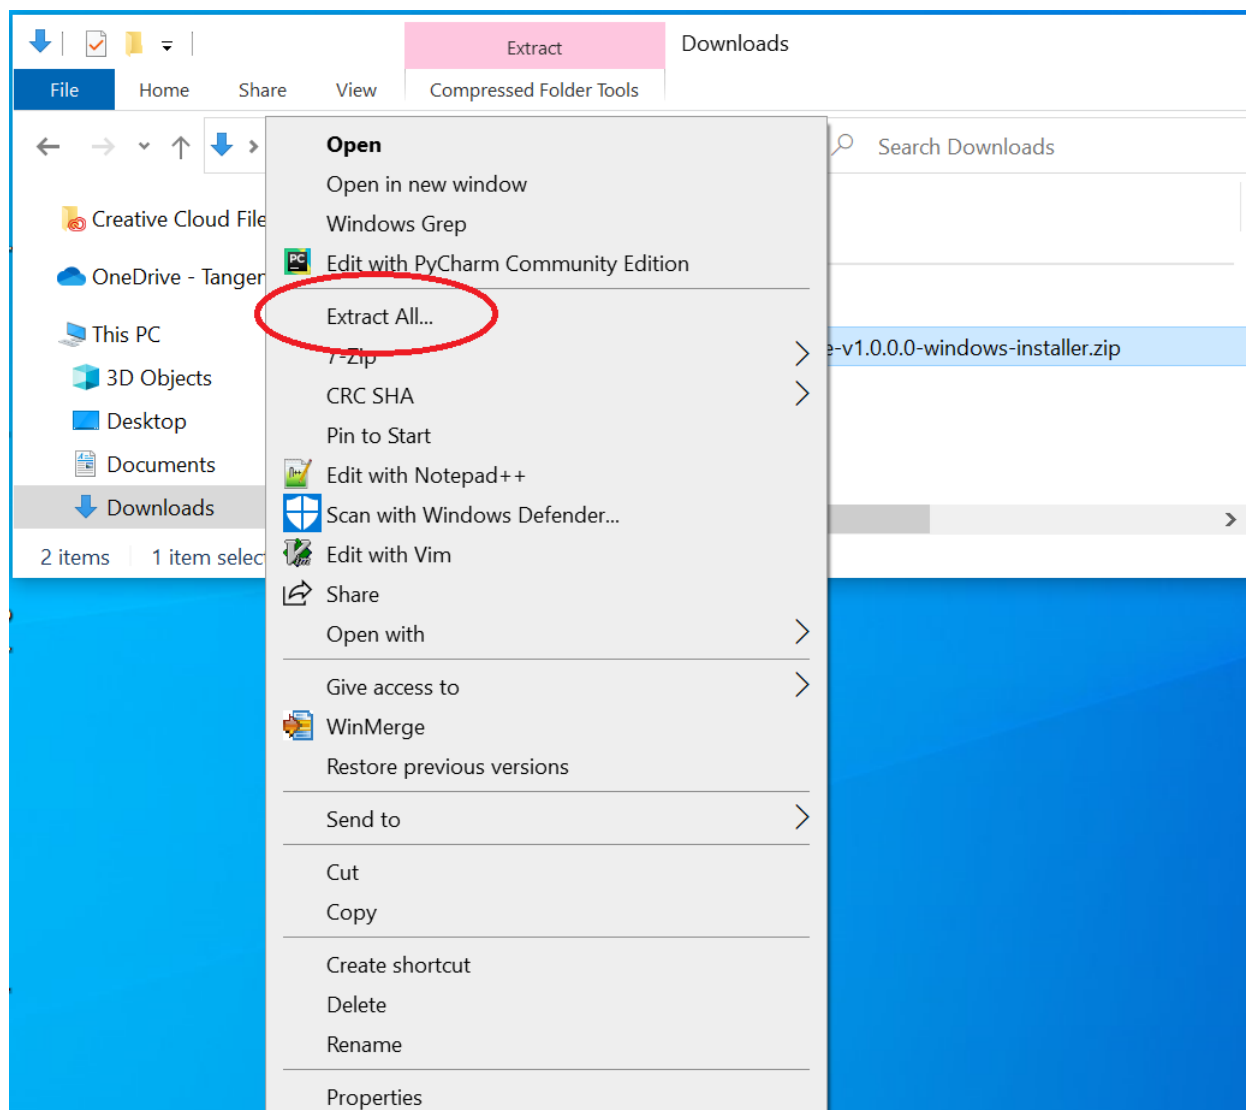 Extract
Downloads
File
Home
Share
View
Compressed Folder Tools
Search Downloads
Creative Cloud File
OneDrive - Tanger
This PC
3D Objects
Desktop
Documents
Downloads
2 items
1 item selec
Open
Open in new window
Windows Grep
PC
Edit with PyCharm Community Edition
Extract All...
7-Zip
CRC SHA
Pin to Start
Edit with Notepad++
Scan with Windows Defender...
Edit with Vim
Share
Open with
Give access to
WinMerge
Restore previous versions
Send to
Cut
Copy
Create shortcut
Delete
Rename
Properties
e-v1.0.0.0-windows-installer.zip